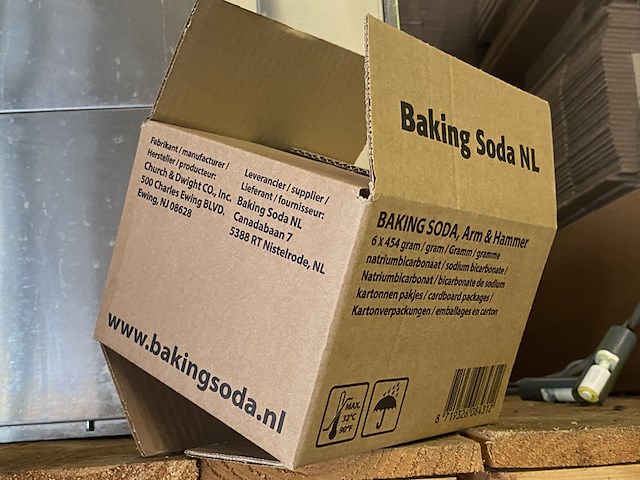 Baking Soda NL
Fabrikant / manufacturer /
Hersteller / producteur:
Church & Dwight CO., Inc.
500 Charles Ewing BLVD.
Ewing, NJ 08628
Leverancier / supplier /
Lieferant / fournisseur:
Baking Soda NL
Canadabaan 7
5388 RT Nistelrode, NL
www.bakingsoda.nl
BAKING SODA, Arm & Hammer
6 X 454 gram / gram / Gramm / gramme
natriumbicarbonaat / sodium bicarbonate /
Natriumbicarbonat / bicarbonate de sodium
kartonnen pakjes / cardboard packages /
Kartonverpackungen / emballages en carton
MAX.
32°C
90°F
8 719326 084312